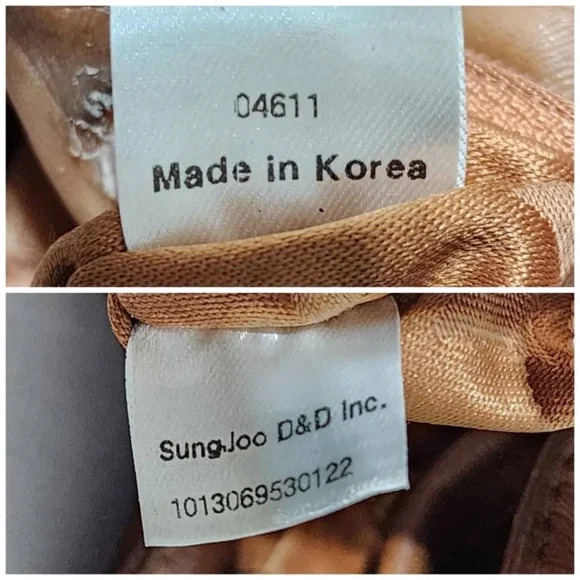 04611
Made in Korea
SungJoo D&D Inc.
1013069530122